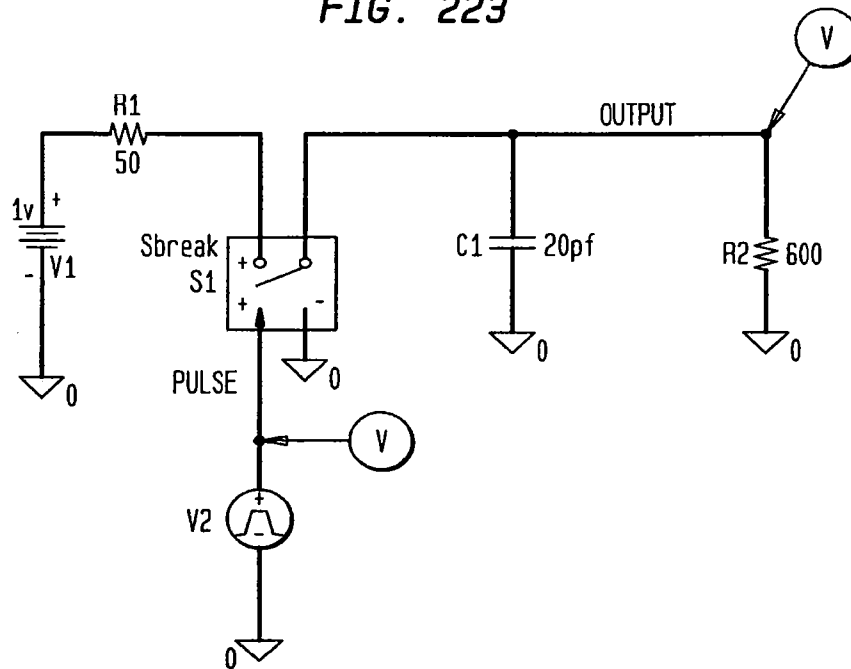 FIG. 223
V
R1
50
OUTPUT
1v
+
-
V1
Sbreak
S1
+
+
-
C1
20pf
R2
600
0
0
0
0
PULSE
V
V2
+
-
0